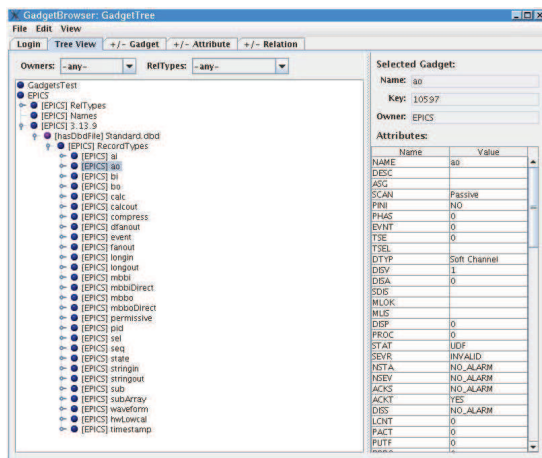 GadgetBrowser: GadgetTree
File Edit View
Login Tree View +/- Gadget +/- Attribute +/- Relation
Owners: -any- RelTypes: -any-
GadgetsTest
EPICS
[EPICS] RelTypes
[EPICS] Names
[EPICS] 3.13.9
[hasDbdFile] Standard.dbd
[EPICS] RecordTypes
[EPICS] ai
[EPICS] ao
[EPICS] bi
[EPICS] bo
[EPICS] calc
[EPICS] calcout
[EPICS] compress
[EPICS] dfanout
[EPICS] event
[EPICS] fanout
[EPICS] longin
[EPICS] longout
[EPICS] mbbi
[EPICS] mbbiDirect
[EPICS] mbbo
[EPICS] mbboDirect
[EPICS] permissive
[EPICS] pid
[EPICS] sel
[EPICS] seq
[EPICS] state
[EPICS] stringin
[EPICS] stringout
[EPICS] sub
[EPICS] subArray
[EPICS] waveform
[EPICS] hwLowcal
[EPICS] timestamp
Selected Gadget:
Name: ao
Key: 10597
Owner: EPICS
Attributes:
Name Value
NAME ao
DESC
ASG
SCAN Passive
PINI NO
PHAS 0
EVNT 0
TSE 0
TSEL
DTYP Soft Channel
DISV 1
DISA 0
SDIS
MLOK
MLIS
DISP 0
PROC 0
STAT UDF
SEVR INVALID
NSTA NO_ALARM
NSEV NO_ALARM
ACKS NO_ALARM
ACKT YES
DISS NO_ALARM
LCNT 0
PACT 0
PUTF 0